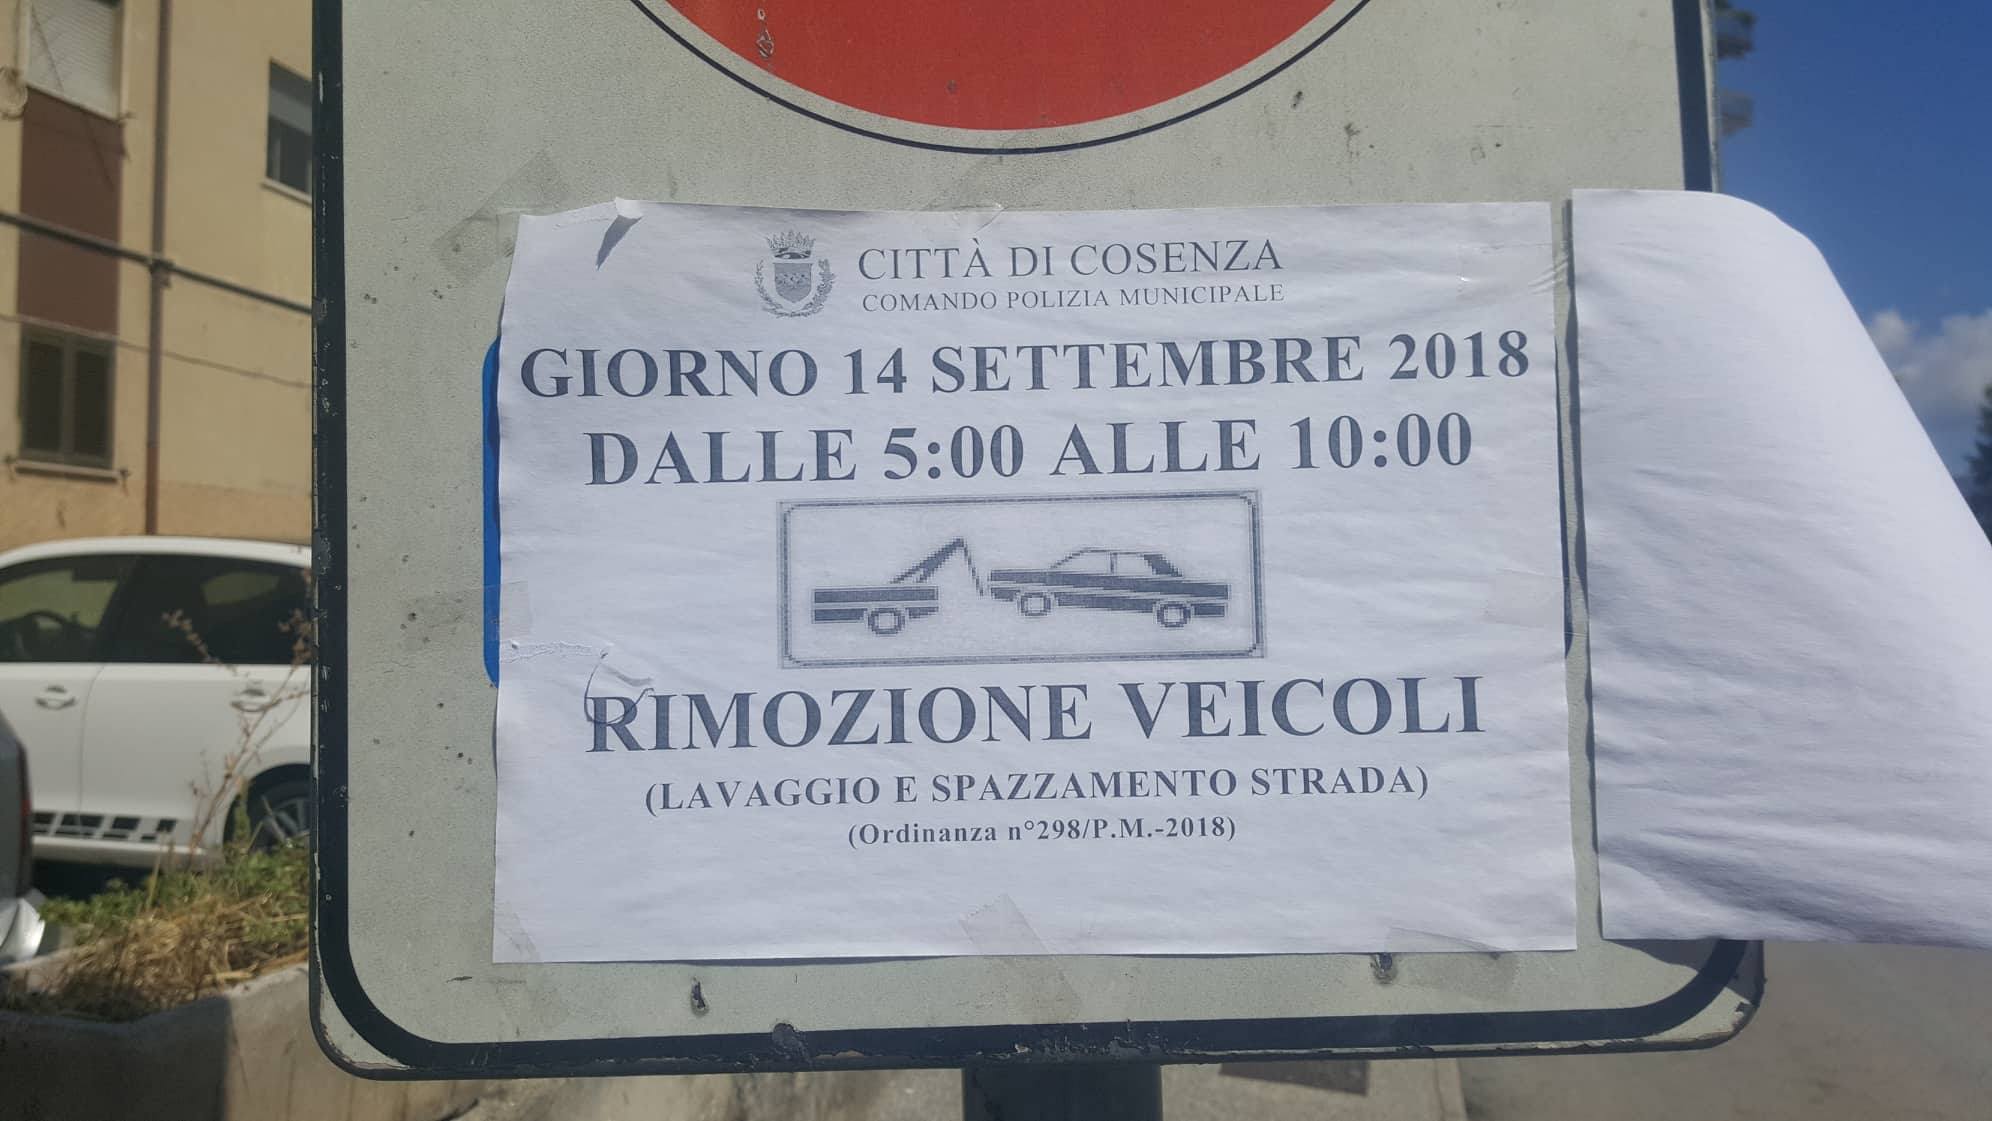 CITTÀ DI COSENZA
COMANDO POLIZIA MUNICIPALE
GIORNO 14 SETTEMBRE 2018
DALLE 5:00 ALLE 10:00
RIMOZIONE VEICOLI
(LAVAGGIO E SPAZZAMENTO STRADA)
(Ordinanza n°298/P.M.-2018)